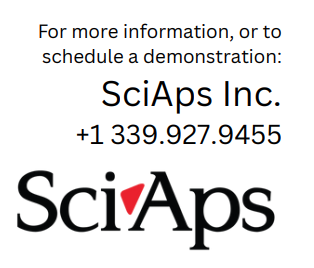 For more information, or to
schedule a demonstration:
SciAps Inc.
+1 339.927.9455
SciAps